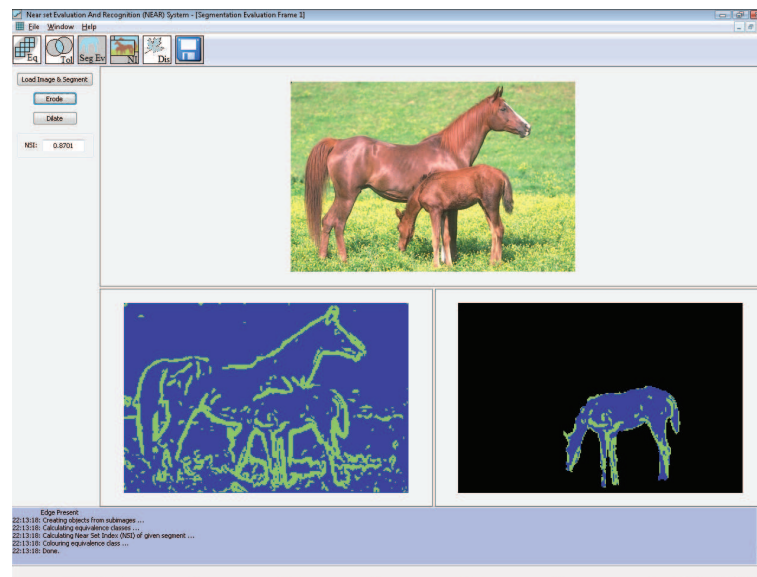 Near set Evaluation And Recognition (NEAR) System - [Segmentation Evaluation Frame 1]
File Window Help
Eq Tol Seg Ev NI Dis
Load Image & Segment
Erode
Dilate
NSI: 0.8701
Edge Present
22:13:18: Creating objects from subimages ...
22:13:18: Calculating equivalence classes ...
22:13:18: Calculating Near Set Index (NSI) of given segment ...
22:13:18: Colouring equivalence class ...
22:13:18: Done.